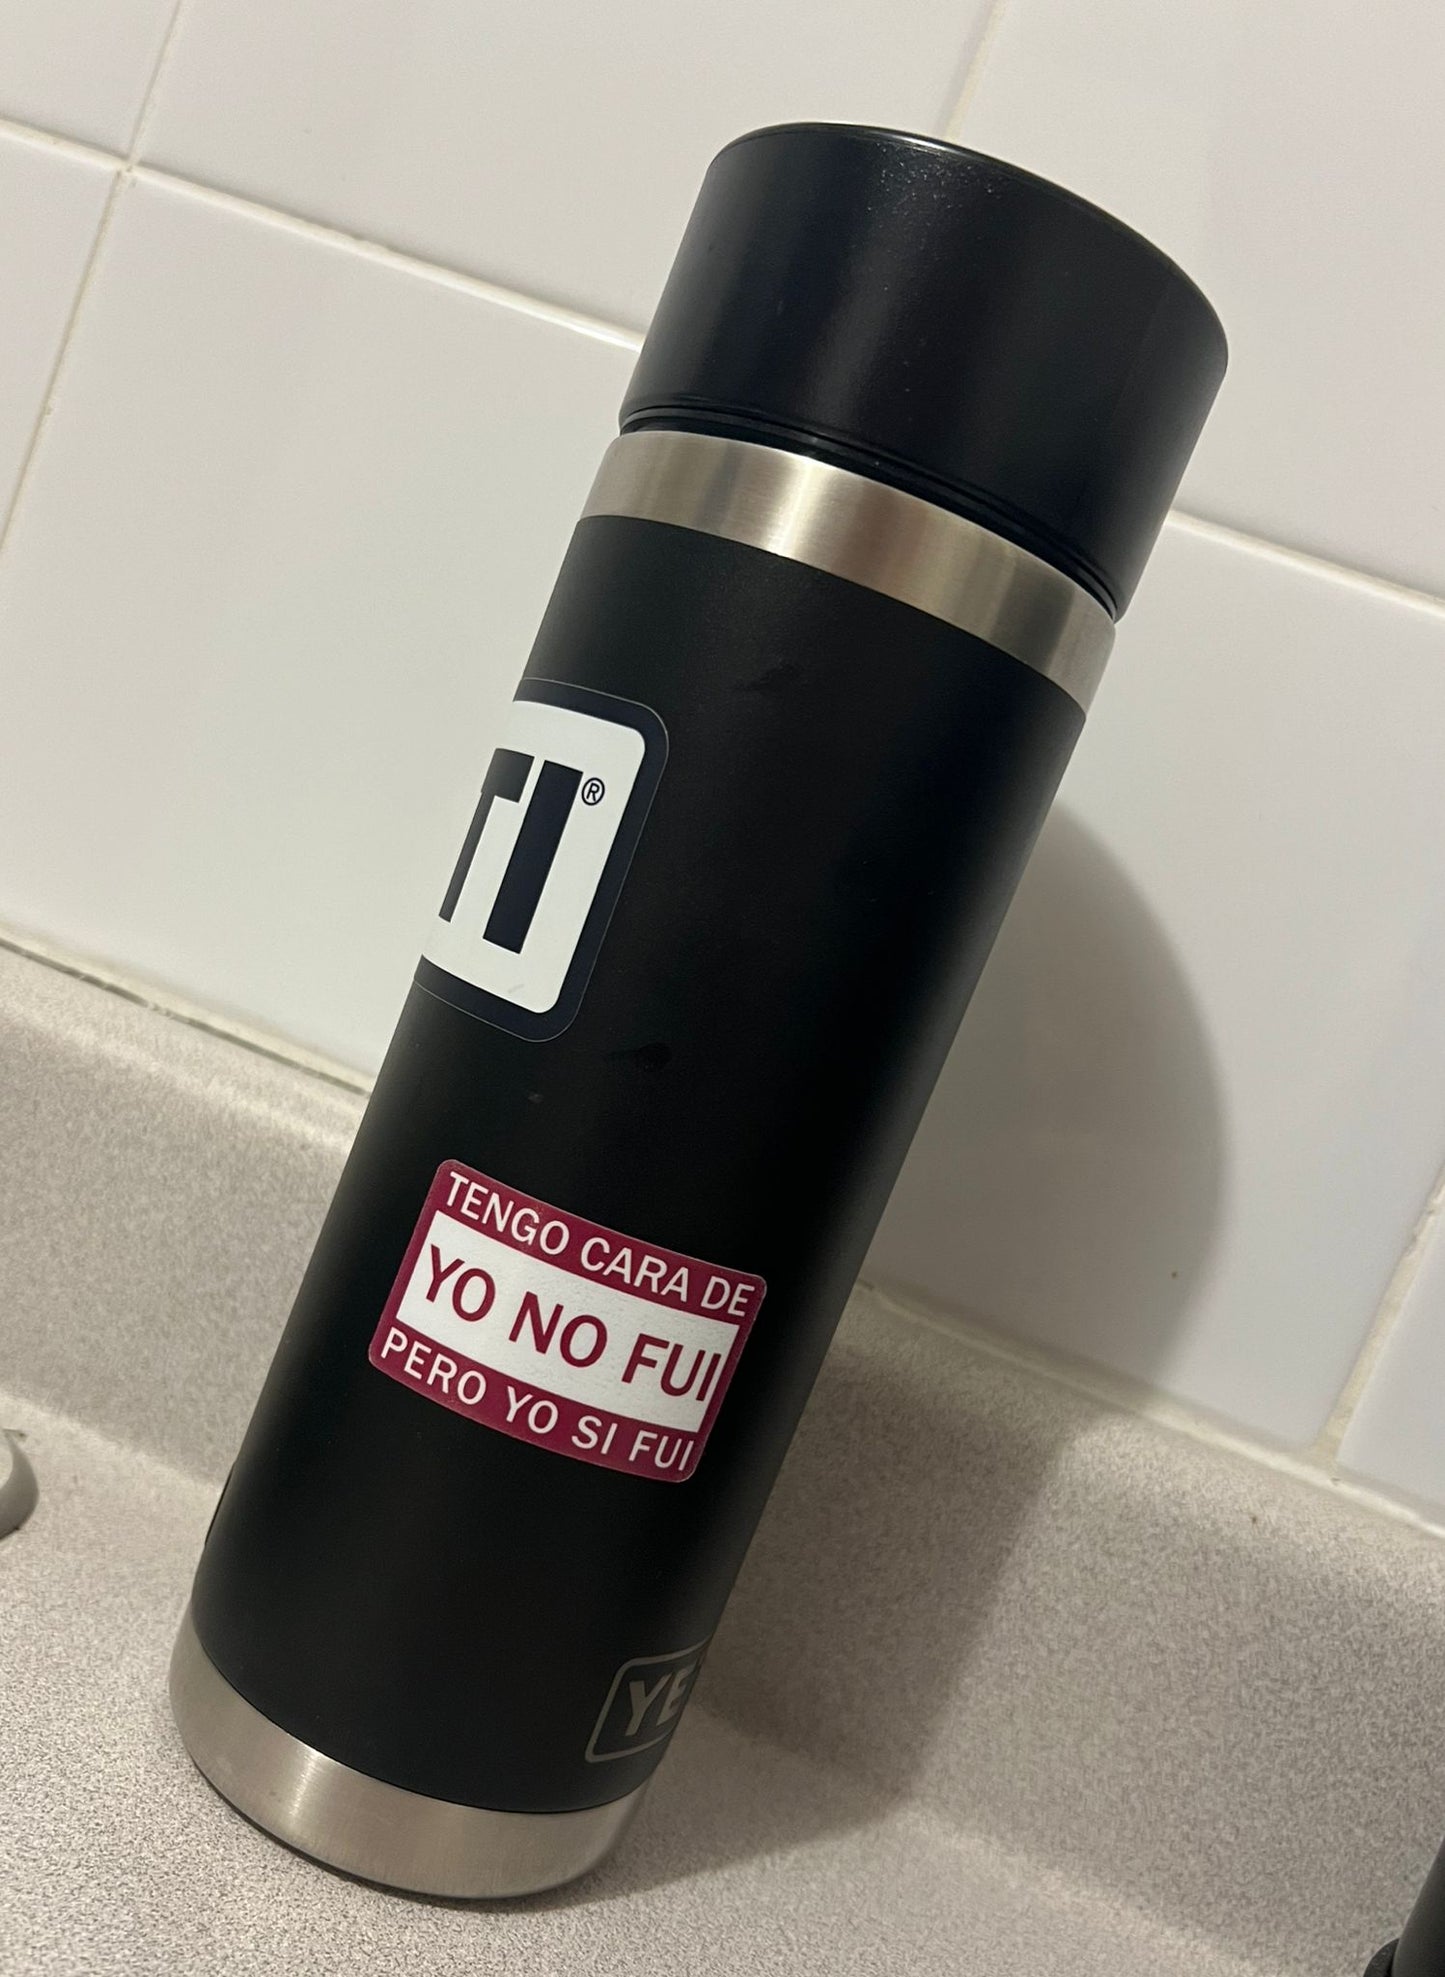 ®
TENGO CARA DE
YO NO FUI
PERO YO SI FUI